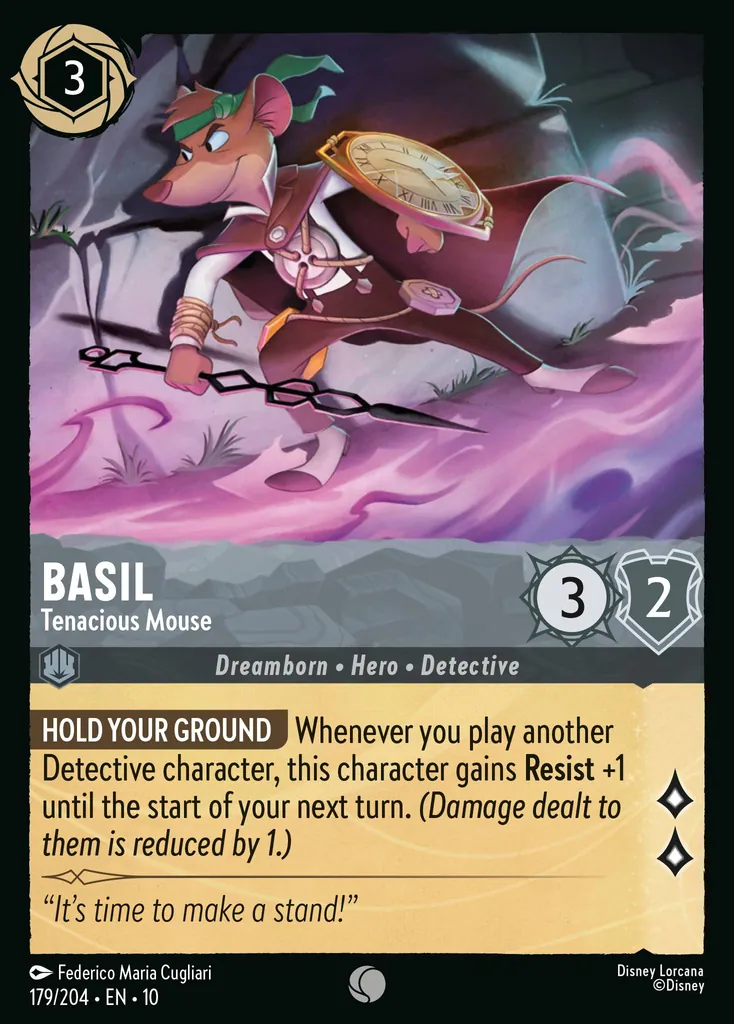 3
BASIL
Tenacious Mouse
3
2
Dreamborn • Hero • Detective
HOLD YOUR GROUND Whenever you play another
Detective character, this character gains Resist +1
until the start of your next turn. (Damage dealt to
them is reduced by 1.)
“It’s time to make a stand!”
Federico Maria Cugliari
179/204 • EN • 10
Disney Lorcana
©Disney